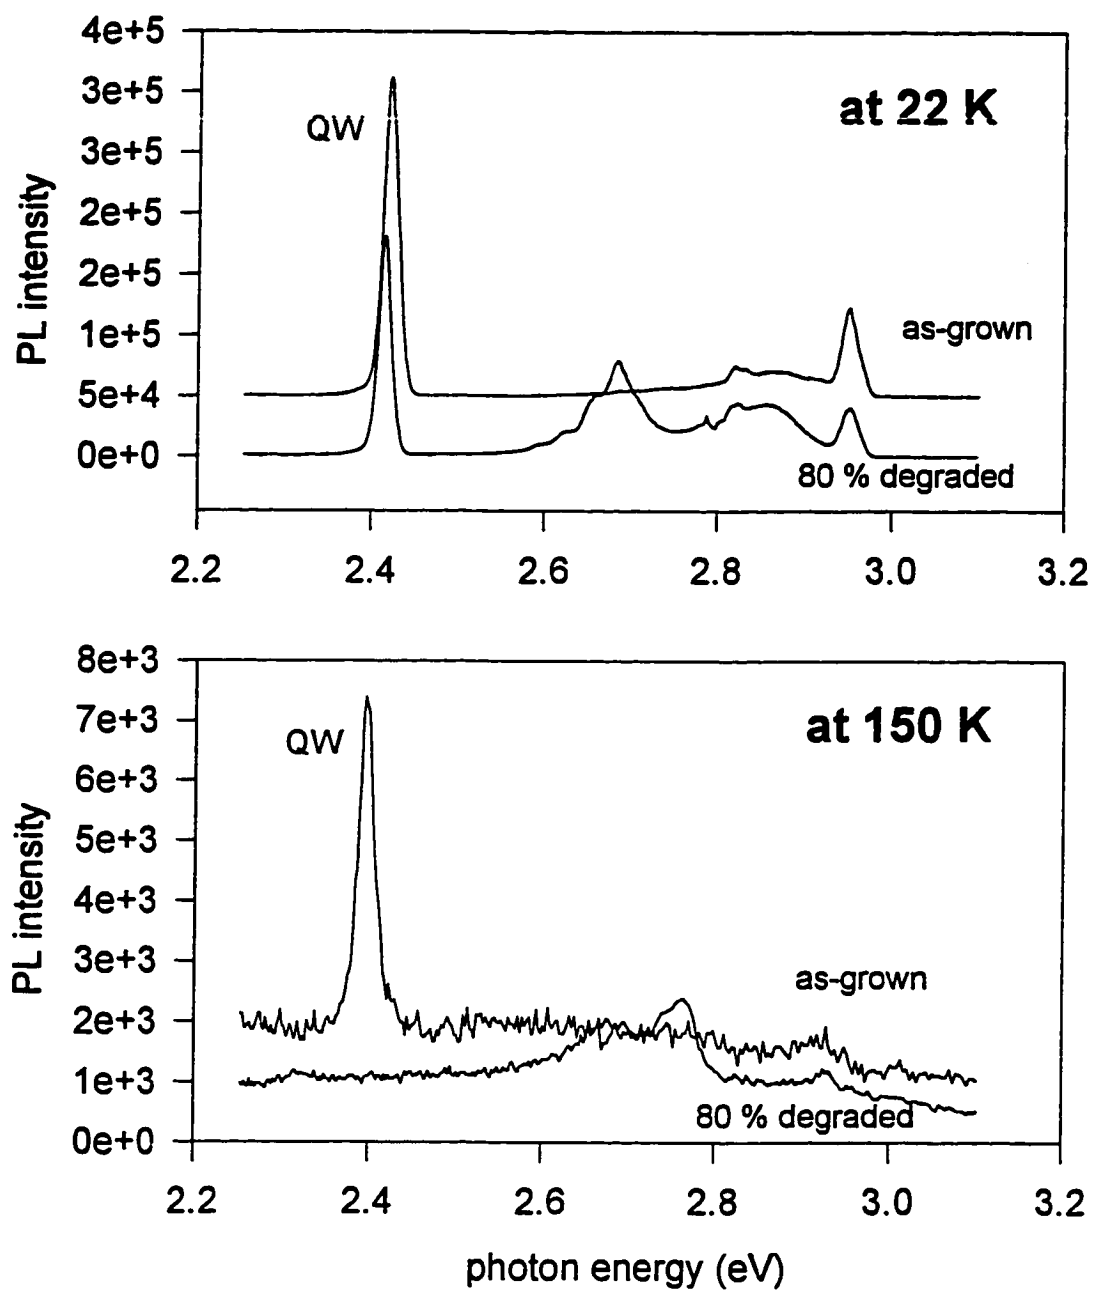 4e+5
3e+5
3e+5
2e+5
2e+5
1e+5
5e+4
0e+0
PL intensity
QW
at 22 K
as-grown
80 % degraded
2.2 2.4 2.6 2.8 3.0 3.2
8e+3
7e+3
6e+3
5e+3
4e+3
3e+3
2e+3
1e+3
0e+0
PL intensity
QW
at 150 K
as-grown
80 % degraded
2.2 2.4 2.6 2.8 3.0 3.2
photon energy (eV)